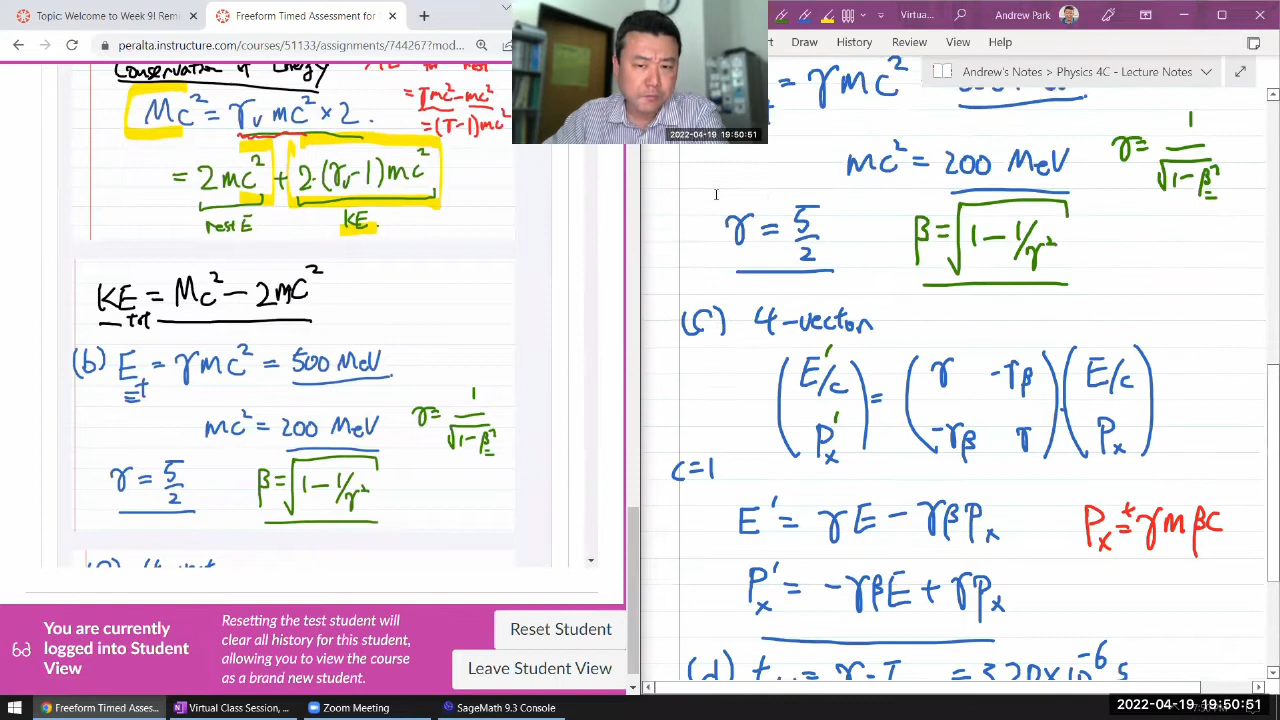 Topic: Welcome to Week 9! Rem
Freeform Timed Assessment for
peralta.instructure.com/courses/51133/assignments/7442677?mod...
Conservation of Energy
Mc² = γᵥ mc² × 2.
= γmc² − mc²
= (γ−1)mc²
= 2mc² + 2·(γᵥ−1)mc²
rest E
KE
KE tot = Mc² − 2mc²
(b) E± = γmc² = 500 MeV
mc² = 200 MeV
γ = 1/√(1−β²)
γ = 5/2
β = √(1−1/γ²)
You are currently logged into Student View
Resetting the test student will clear all history for this student, allowing you to view the course as a brand new student.
Reset Student
Leave Student View
2022-04-19 19:50:51
Virtua...
Andrew Park
Draw
History
Review
View
Help
Andrew's Notes › Physics 4C - Lecture Notes
= γmc²
mc² = 200 MeV
γ = 1/√(1−β²)
γ = 5/2
β = √(1−1/γ²)
(c) 4-vector
(E'/c Pₓ') = (γ −γβ −γβ γ)(E/c Pₓ)
c=1
E' = γE − γβPₓ
Pₓ = ± γmβc
Pₓ' = −γβE + γPₓ
= 320×10⁻⁶ s
Freeform Timed Asses...
Virtual Class Session, ...
Zoom Meeting
SageMath 9.3 Console
2022-04-19 19:50:51